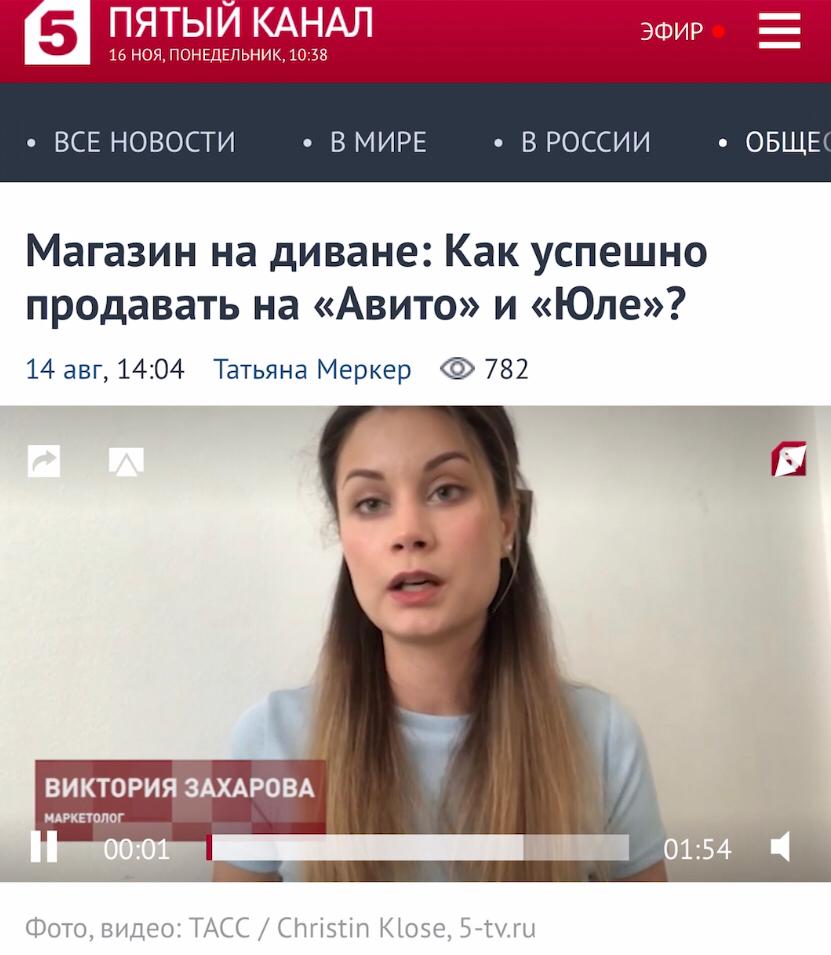 5 ПЯТЫЙ КАНАЛ
16 НОЯ, ПОНЕДЕЛЬНИК, 10:38
ЭФИР
• ВСЕ НОВОСТИ • В МИРЕ • В РОССИИ • ОБЩЕС
Магазин на диване: Как успешно
продавать на «Авито» и «Юле»?
14 авг, 14:04 Татьяна Меркер 782
ВИКТОРИЯ ЗАХАРОВА
МАРКЕТОЛОГ
00:01 01:54
Фото, видео: ТАСС / Christin Klose, 5-tv.ru